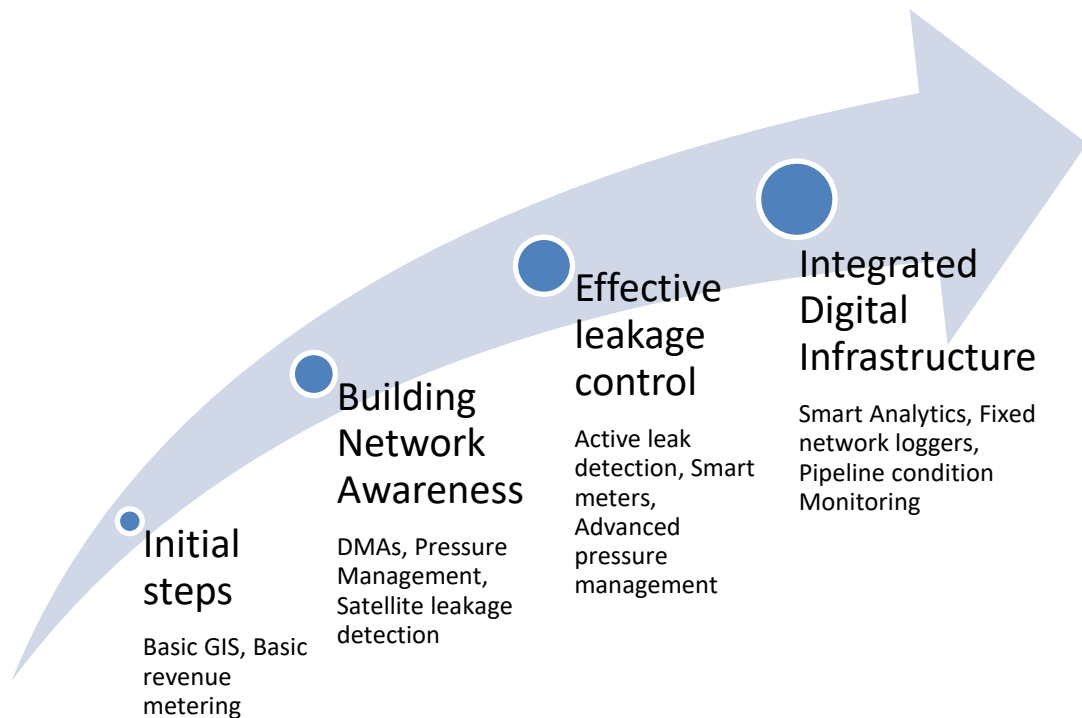 Initial
steps
Basic GIS, Basic
revenue
metering
Building
Network
Awareness
DMAs, Pressure
Management,
Satellite leakage
detection
Effective
leakage
control
Active leak
detection, Smart
meters,
Advanced
pressure
management
Integrated
Digital
Infrastructure
Smart Analytics, Fixed
network loggers,
Pipeline condition
Monitoring